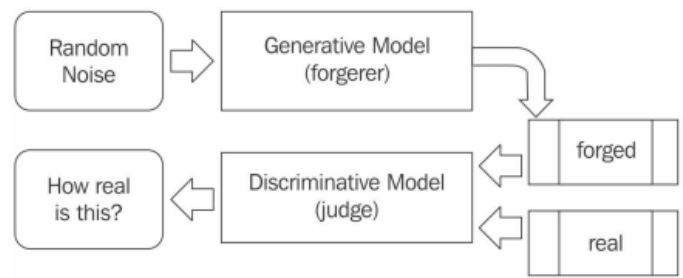 Random
Noise
Generative Model
(forgerer)
forged
How real
is this?
Discriminative Model
(judge)
real